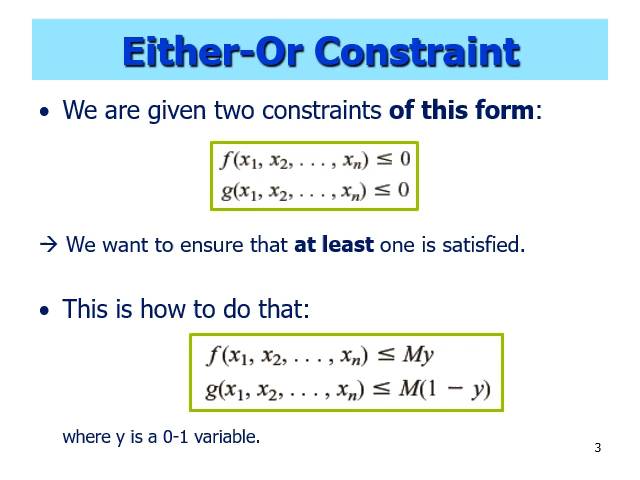 Either-Or Constraint
• We are given two constraints of this form:
f(x₁, x₂, . . . , xₙ) ≤ 0
g(x₁, x₂, . . . , xₙ) ≤ 0
→ We want to ensure that at least one is satisfied.
• This is how to do that:
f(x₁, x₂, . . . , xₙ) ≤ My
g(x₁, x₂, . . . , xₙ) ≤ M(1 − y)
where y is a 0-1 variable.
3